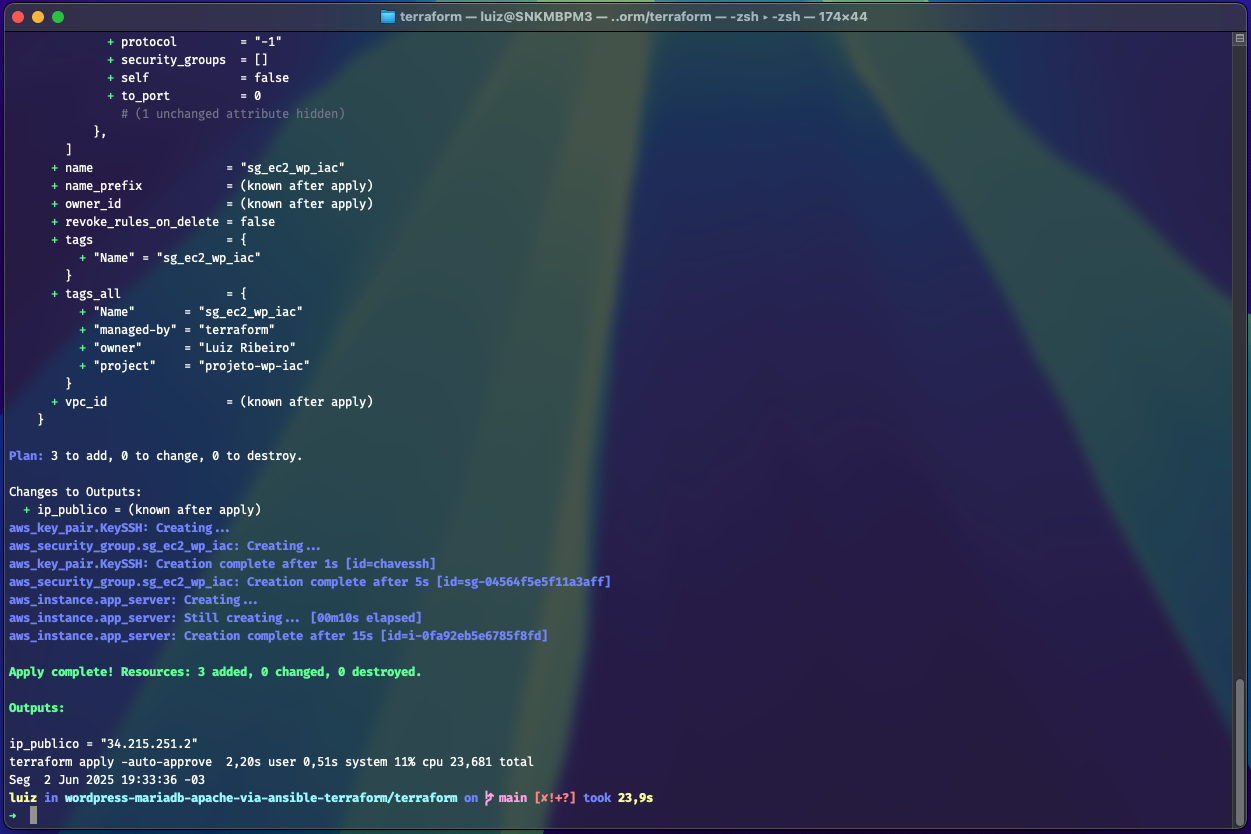 terraform — luiz@SNKMBPM3 — ..orm/terraform — -zsh ▸ -zsh — 174×44
+ protocol         = "-1"
+ security_groups  = []
+ self             = false
+ to_port          = 0
# (1 unchanged attribute hidden)
},
]
+ name                   = "sg_ec2_wp_iac"
+ name_prefix            = (known after apply)
+ owner_id               = (known after apply)
+ revoke_rules_on_delete = false
+ tags                   = {
+ "Name" = "sg_ec2_wp_iac"
}
+ tags_all               = {
+ "Name"       = "sg_ec2_wp_iac"
+ "managed-by" = "terraform"
+ "owner"      = "Luiz Ribeiro"
+ "project"    = "projeto-wp-iac"
}
+ vpc_id                 = (known after apply)
}
Plan: 3 to add, 0 to change, 0 to destroy.
Changes to Outputs:
+ ip_publico = (known after apply)
aws_key_pair.KeySSH: Creating...
aws_security_group.sg_ec2_wp_iac: Creating...
aws_key_pair.KeySSH: Creation complete after 1s [id=chavessh]
aws_security_group.sg_ec2_wp_iac: Creation complete after 5s [id=sg-04564f5e5f11a3aff]
aws_instance.app_server: Creating...
aws_instance.app_server: Still creating... [00m10s elapsed]
aws_instance.app_server: Creation complete after 15s [id=i-0fa92eb5e6785f8fd]
Apply complete! Resources: 3 added, 0 changed, 0 destroyed.
Outputs:
ip_publico = "34.215.251.2"
terraform apply -auto-approve  2,20s user 0,51s system 11% cpu 23,681 total
Seg  2 Jun 2025 19:33:36 -03
luiz in wordpress-mariadb-apache-via-ansible-terraform/terraform on main [✘!+?] took 23,9s
→